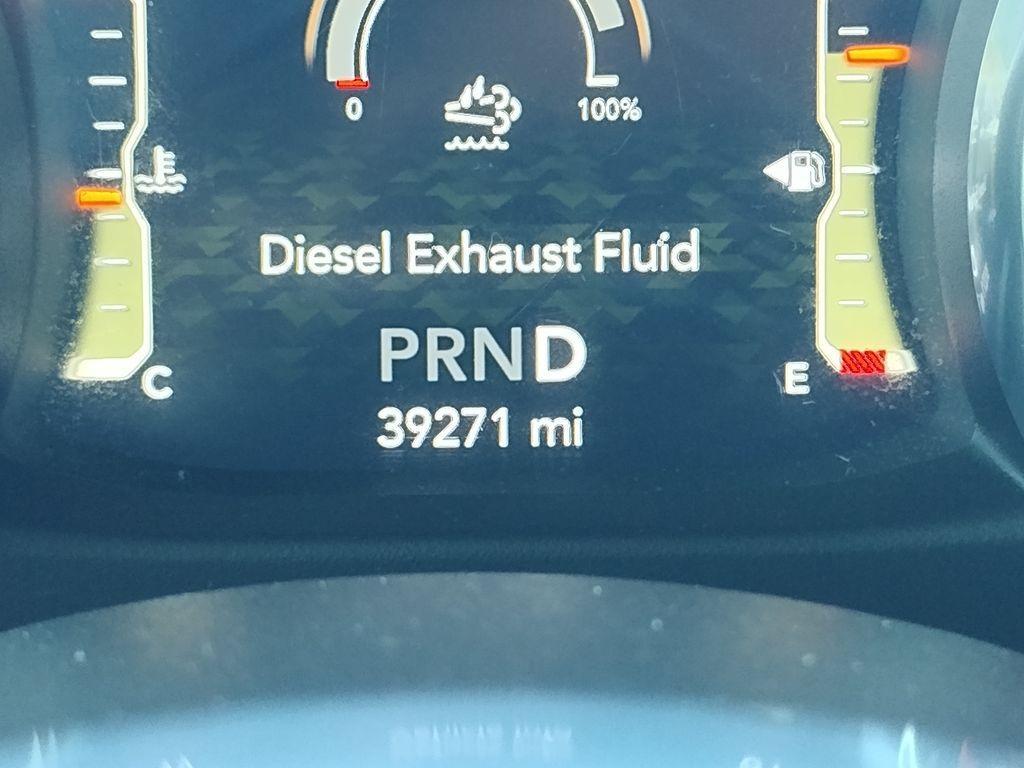 0 100%
Diesel Exhaust Fluid
PRND
C E
39271 mi